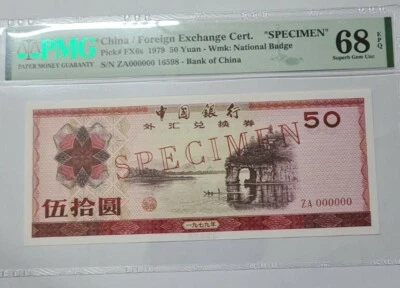 PMG
PAPER MONEY GUARANTY
China / Foreign Exchange Cert. "SPECIMEN"
Pick# FX6s 1979 50 Yuan - Wmk: National Badge
S/N ZA000000 16598 - Bank of China
68 EPQ
Superb Gem Unc
中国银行
外汇兑换券
50
SPECIMEN
伍拾圆
ZA 000000
一九七九年